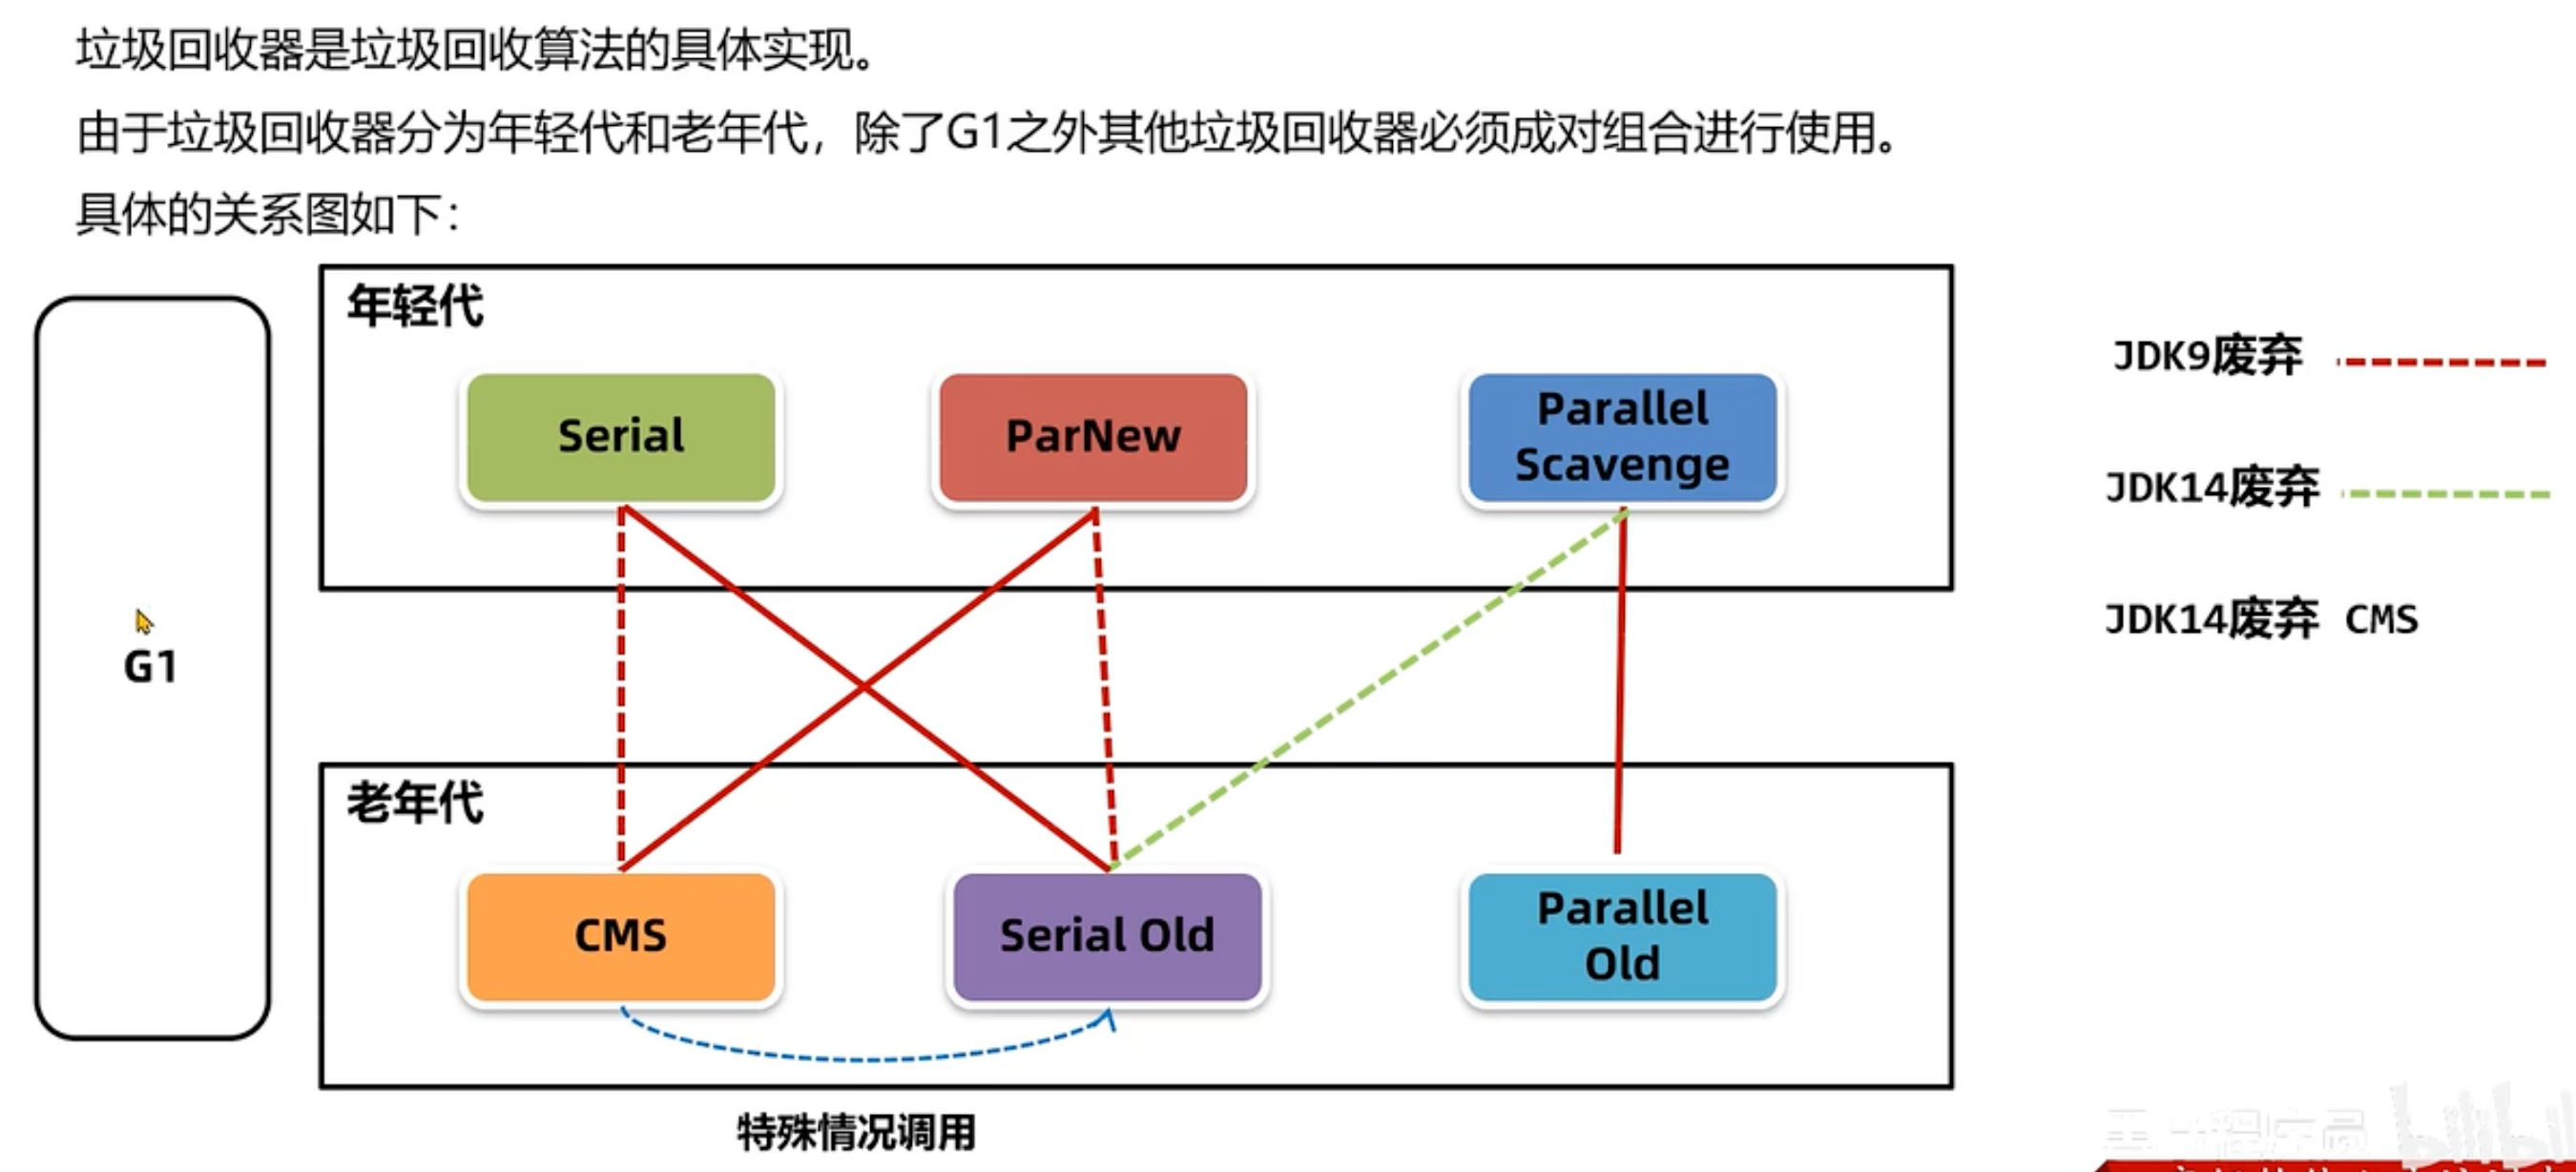 垃圾回收器是垃圾回收算法的具体实现。
由于垃圾回收器分为年轻代和老年代，除了G1之外其他垃圾回收器必须成对组合进行使用。
具体的关系图如下：
年轻代
Serial
ParNew
Parallel
Scavenge
JDK9废弃
JDK14废弃
JDK14废弃 CMS
G1
老年代
CMS
Serial Old
Parallel
Old
特殊情况调用